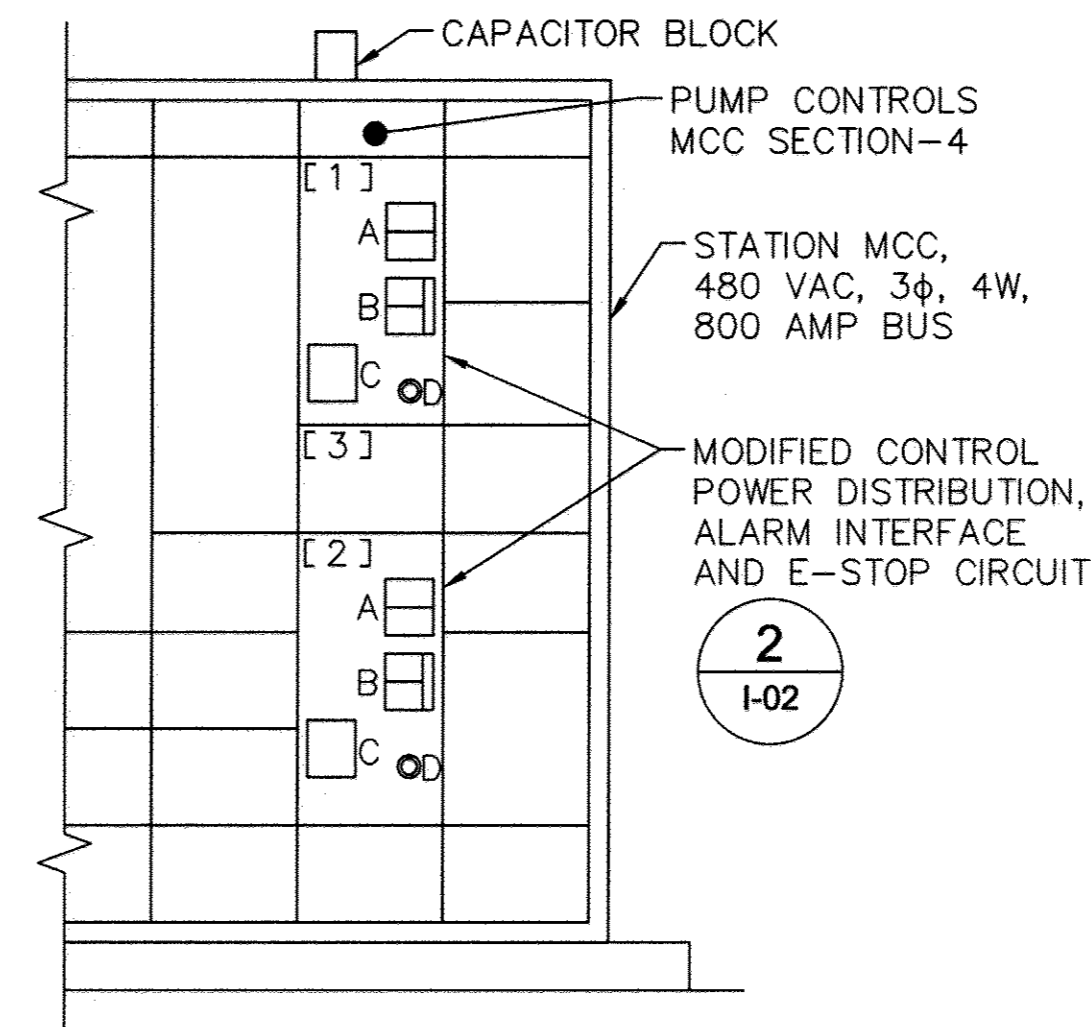 CAPACITOR BLOCK
PUMP CONTROLS
MCC SECTION-4
[1]
A
B
C
D
STATION MCC,
480 VAC, 3ϕ, 4W,
800 AMP BUS
[3]
MODIFIED CONTROL
POWER DISTRIBUTION,
ALARM INTERFACE
AND E-STOP CIRCUIT
[2]
A
B
C
D
2
I-02